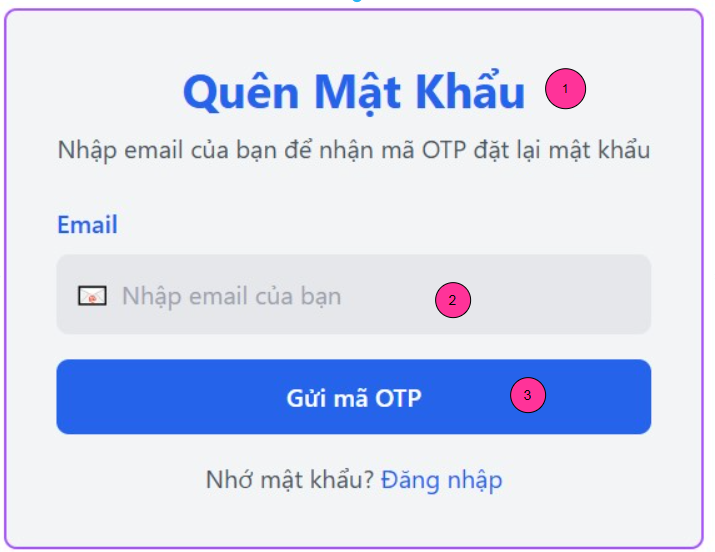 Quên Mật Khẩu 1
Nhập email của bạn để nhận mã OTP đặt lại mật khẩu
Email
Nhập email của bạn 2
Gửi mã OTP 3
Nhớ mật khẩu? Đăng nhập